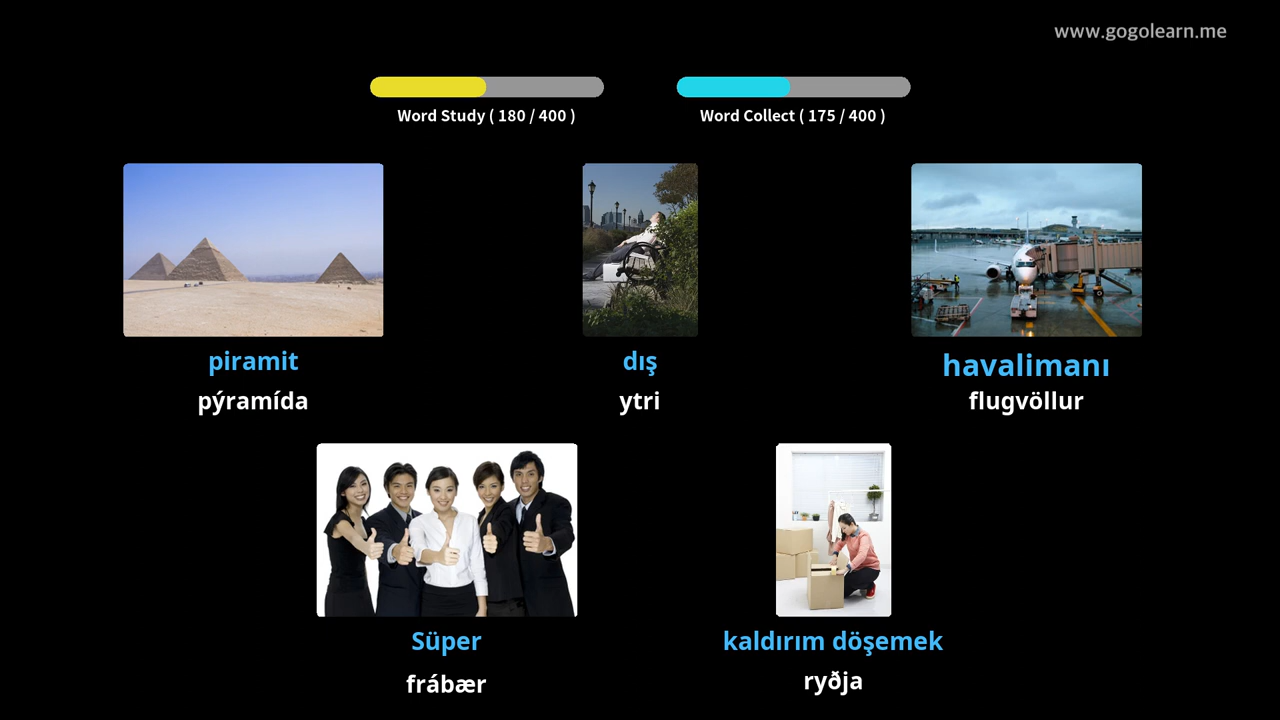 www.gogolearn.me
Word Study ( 180 / 400 )
Word Collect ( 175 / 400 )
piramit
pýramída
dış
ytri
havalimanı
flugvöllur
Süper
frábær
kaldırım döşemek
ryðja